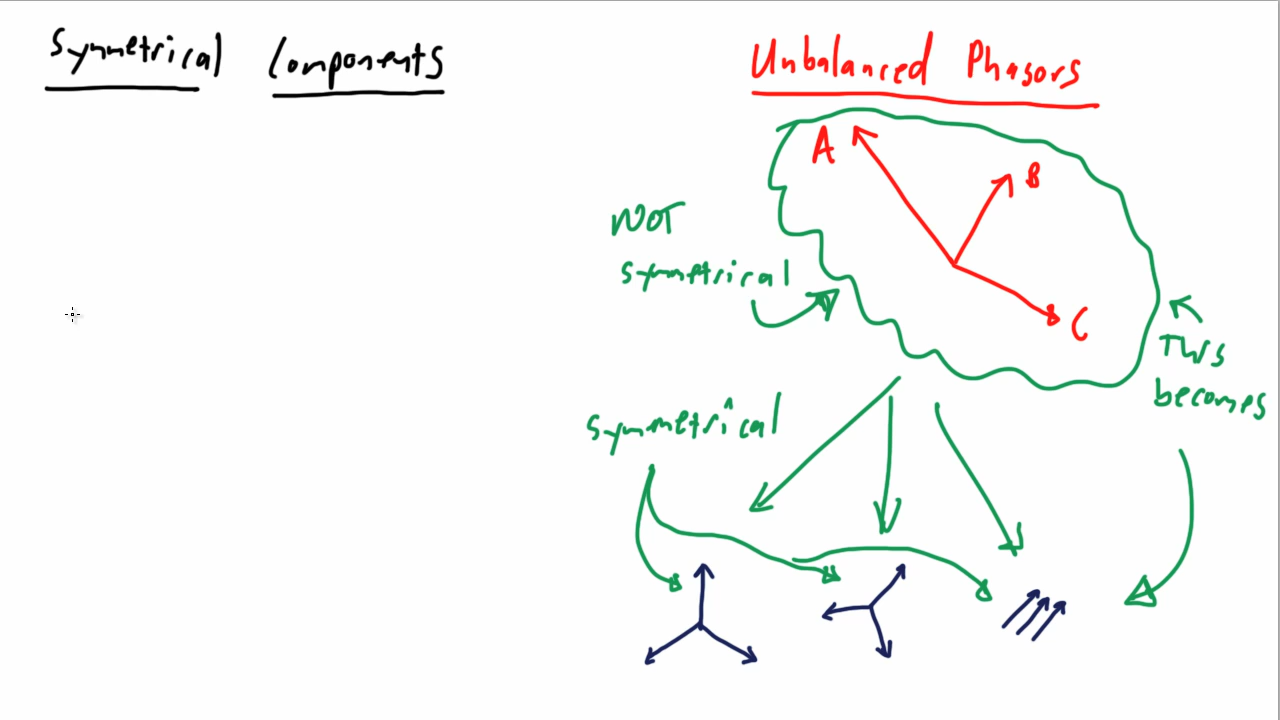 Symmetrical Components
Unbalanced Phasors
A
B
NOT
symmetrical
C
This
becomes
symmetrical